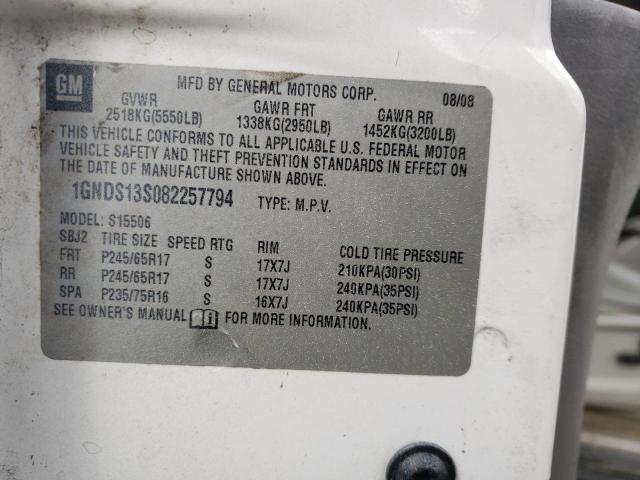 GM
MFD BY GENERAL MOTORS CORP. 08/08
GVWR GAWR FRT GAWR RR
2518KG(5550LB) 1338KG(2950LB) 1452KG(3200LB)
THIS VEHICLE CONFORMS TO ALL APPLICABLE U.S. FEDERAL MOTOR
VEHICLE SAFETY AND THEFT PREVENTION STANDARDS IN EFFECT ON
THE DATE OF MANUFACTURE SHOWN ABOVE.
1GNDS13S082257794 TYPE: M.P.V.
MODEL: S15506
SBJ2 TIRE SIZE SPEED RTG RIM COLD TIRE PRESSURE
FRT P245/65R17 S 17X7J 210KPA(30PSI)
RR P245/65R17 S 17X7J 240KPA(35PSI)
SPA P235/75R16 S 16X7J 240KPA(35PSI)
SEE OWNER'S MANUAL FOR MORE INFORMATION.